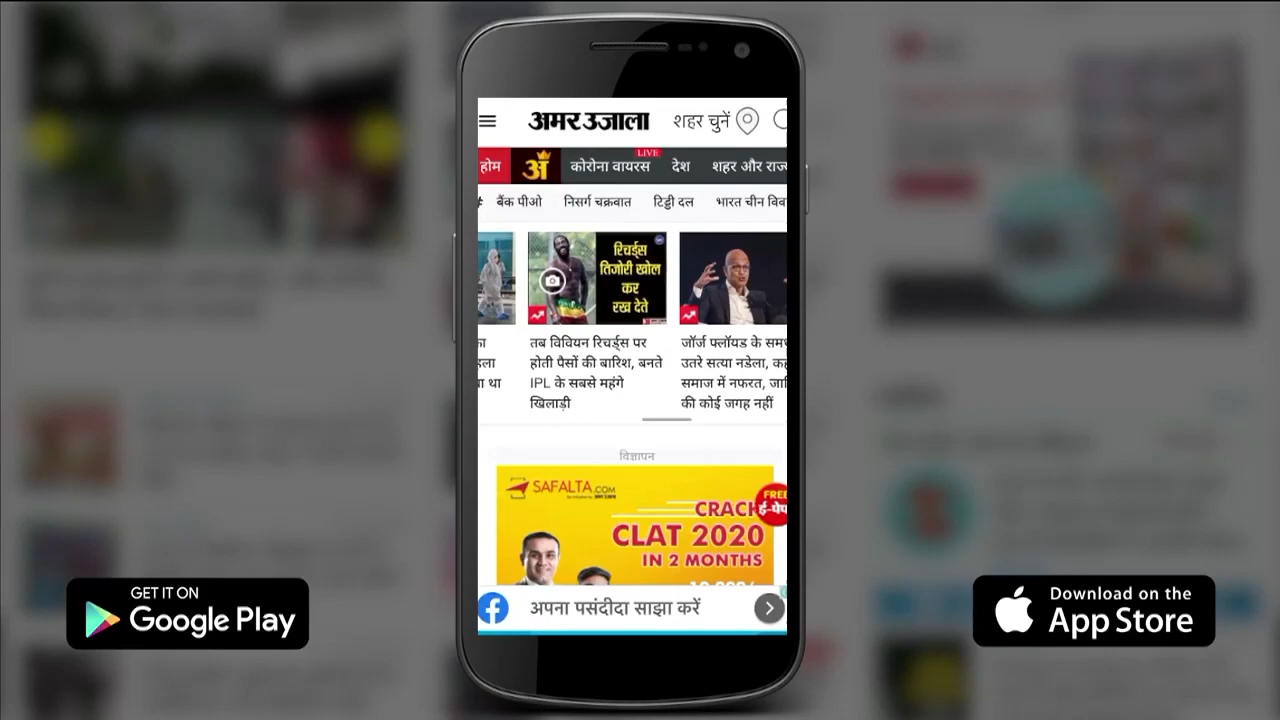 अमर उजाला
शहर चुनें
होम
अ
कोरोना वायरस
LIVE
देश
शहर और राज्य
#
बैंक पीओ
निसर्ग चक्रवात
टिड्डी दल
भारत चीन विवा
रिचर्ड्स
तिजोरी खोल
कर
रख देते
तब विवियन रिचर्ड्स पर
होती पैसों की बारिश, बनते
IPL के सबसे महंगे
खिलाड़ी
जॉर्ज फ्लॉयड के सम
उतरे सत्या नडेला, कह
समाज में नफरत, जा
की कोई जगह नहीं
विज्ञापन
SAFALTA.COM
CRACK
CLAT 2020
IN 2 MONTHS
FREE
ई-पेप
अपना पसंदीदा साझा करें
GET IT ON
Google Play
Download on the
App Store